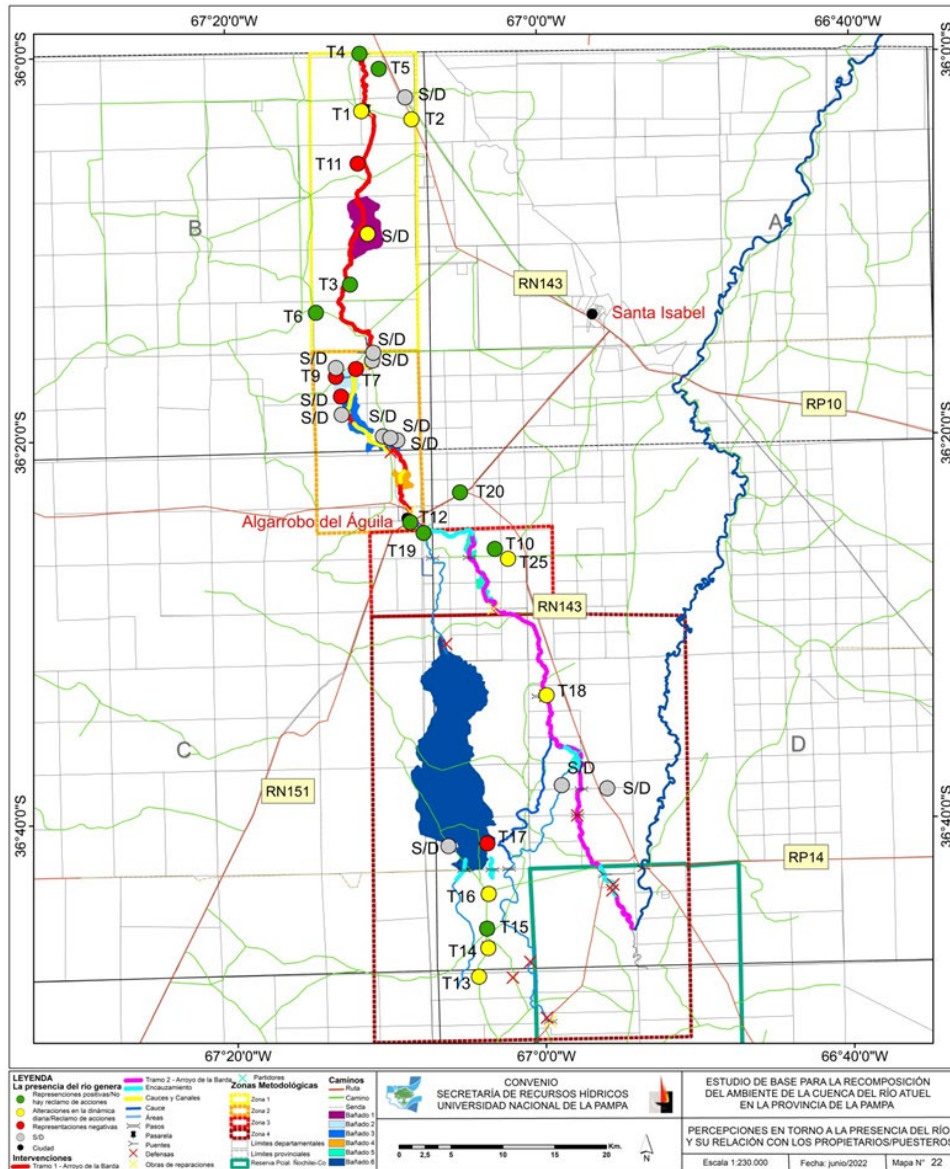 67°20'0"W 67°0'0"W 66°40'0"W
36°0'0"S 36°0'0"S
T4
T5
S/D
T1
T2
T11
B
A
S/D
RN143
T3
T6
Santa Isabel
S/D
S/D
S/D
T9
T7
RP10
S/D
S/D
S/D
S/D
S/D
36°20'0"S 36°20'0"S
T20
Algarrobo del Águila
T12
T19
T10
T25
RN143
T18
C
D
S/D
S/D
RN151
36°40'0"S 36°40'0"S
S/D
T17
RP14
T16
T15
T14
T13
67°20'0"W 67°0'0"W 66°40'0"W
LEYENDA
La presencia del río genera
Represenciones positivas/No
hay reclamo de acciones
Alteraciones en la dinámica
diaria/Reclamo de acciones
Representaciones negativas
S/D
Ciudad
Intervenciones
Tramo 1 - Arroyo de la Barda
Tramo 2 - Arroyo de la Barda
Encauzamiento
Cauces y Canales
Cauce
Áreas
Pasos
Pasarela
Puentes
Defensas
Obras de reparaciones
Partidores
Zonas Metodológicas
Zona 1
Zona 2
Zona 3
Zona 4
Límites departamentales
Límites provinciales
Reserva Pcial. Ñochilei-Co
Caminos
Ruta
Camino
Senda
Bañado 1
Bañado 2
Bañado 3
Bañado 4
Bañado 5
Bañado 6
CONVENIO
SECRETARÍA DE RECURSOS HÍDRICOS
UNIVERSIDAD NACIONAL DE LA PAMPA
0 2,5 5 10 15 20 Km.
N
ESTUDIO DE BASE PARA LA RECOMPOSICIÓN
DEL AMBIENTE DE LA CUENCA DEL RÍO ATUEL
EN LA PROVINCIA DE LA PAMPA
PERCEPCIONES EN TORNO A LA PRESENCIA DEL RÍO
Y SU RELACIÓN CON LOS PROPIETARIOS/PUESTEROS
Escala 1:230.000 Fecha: junio/2022 Mapa N° 22